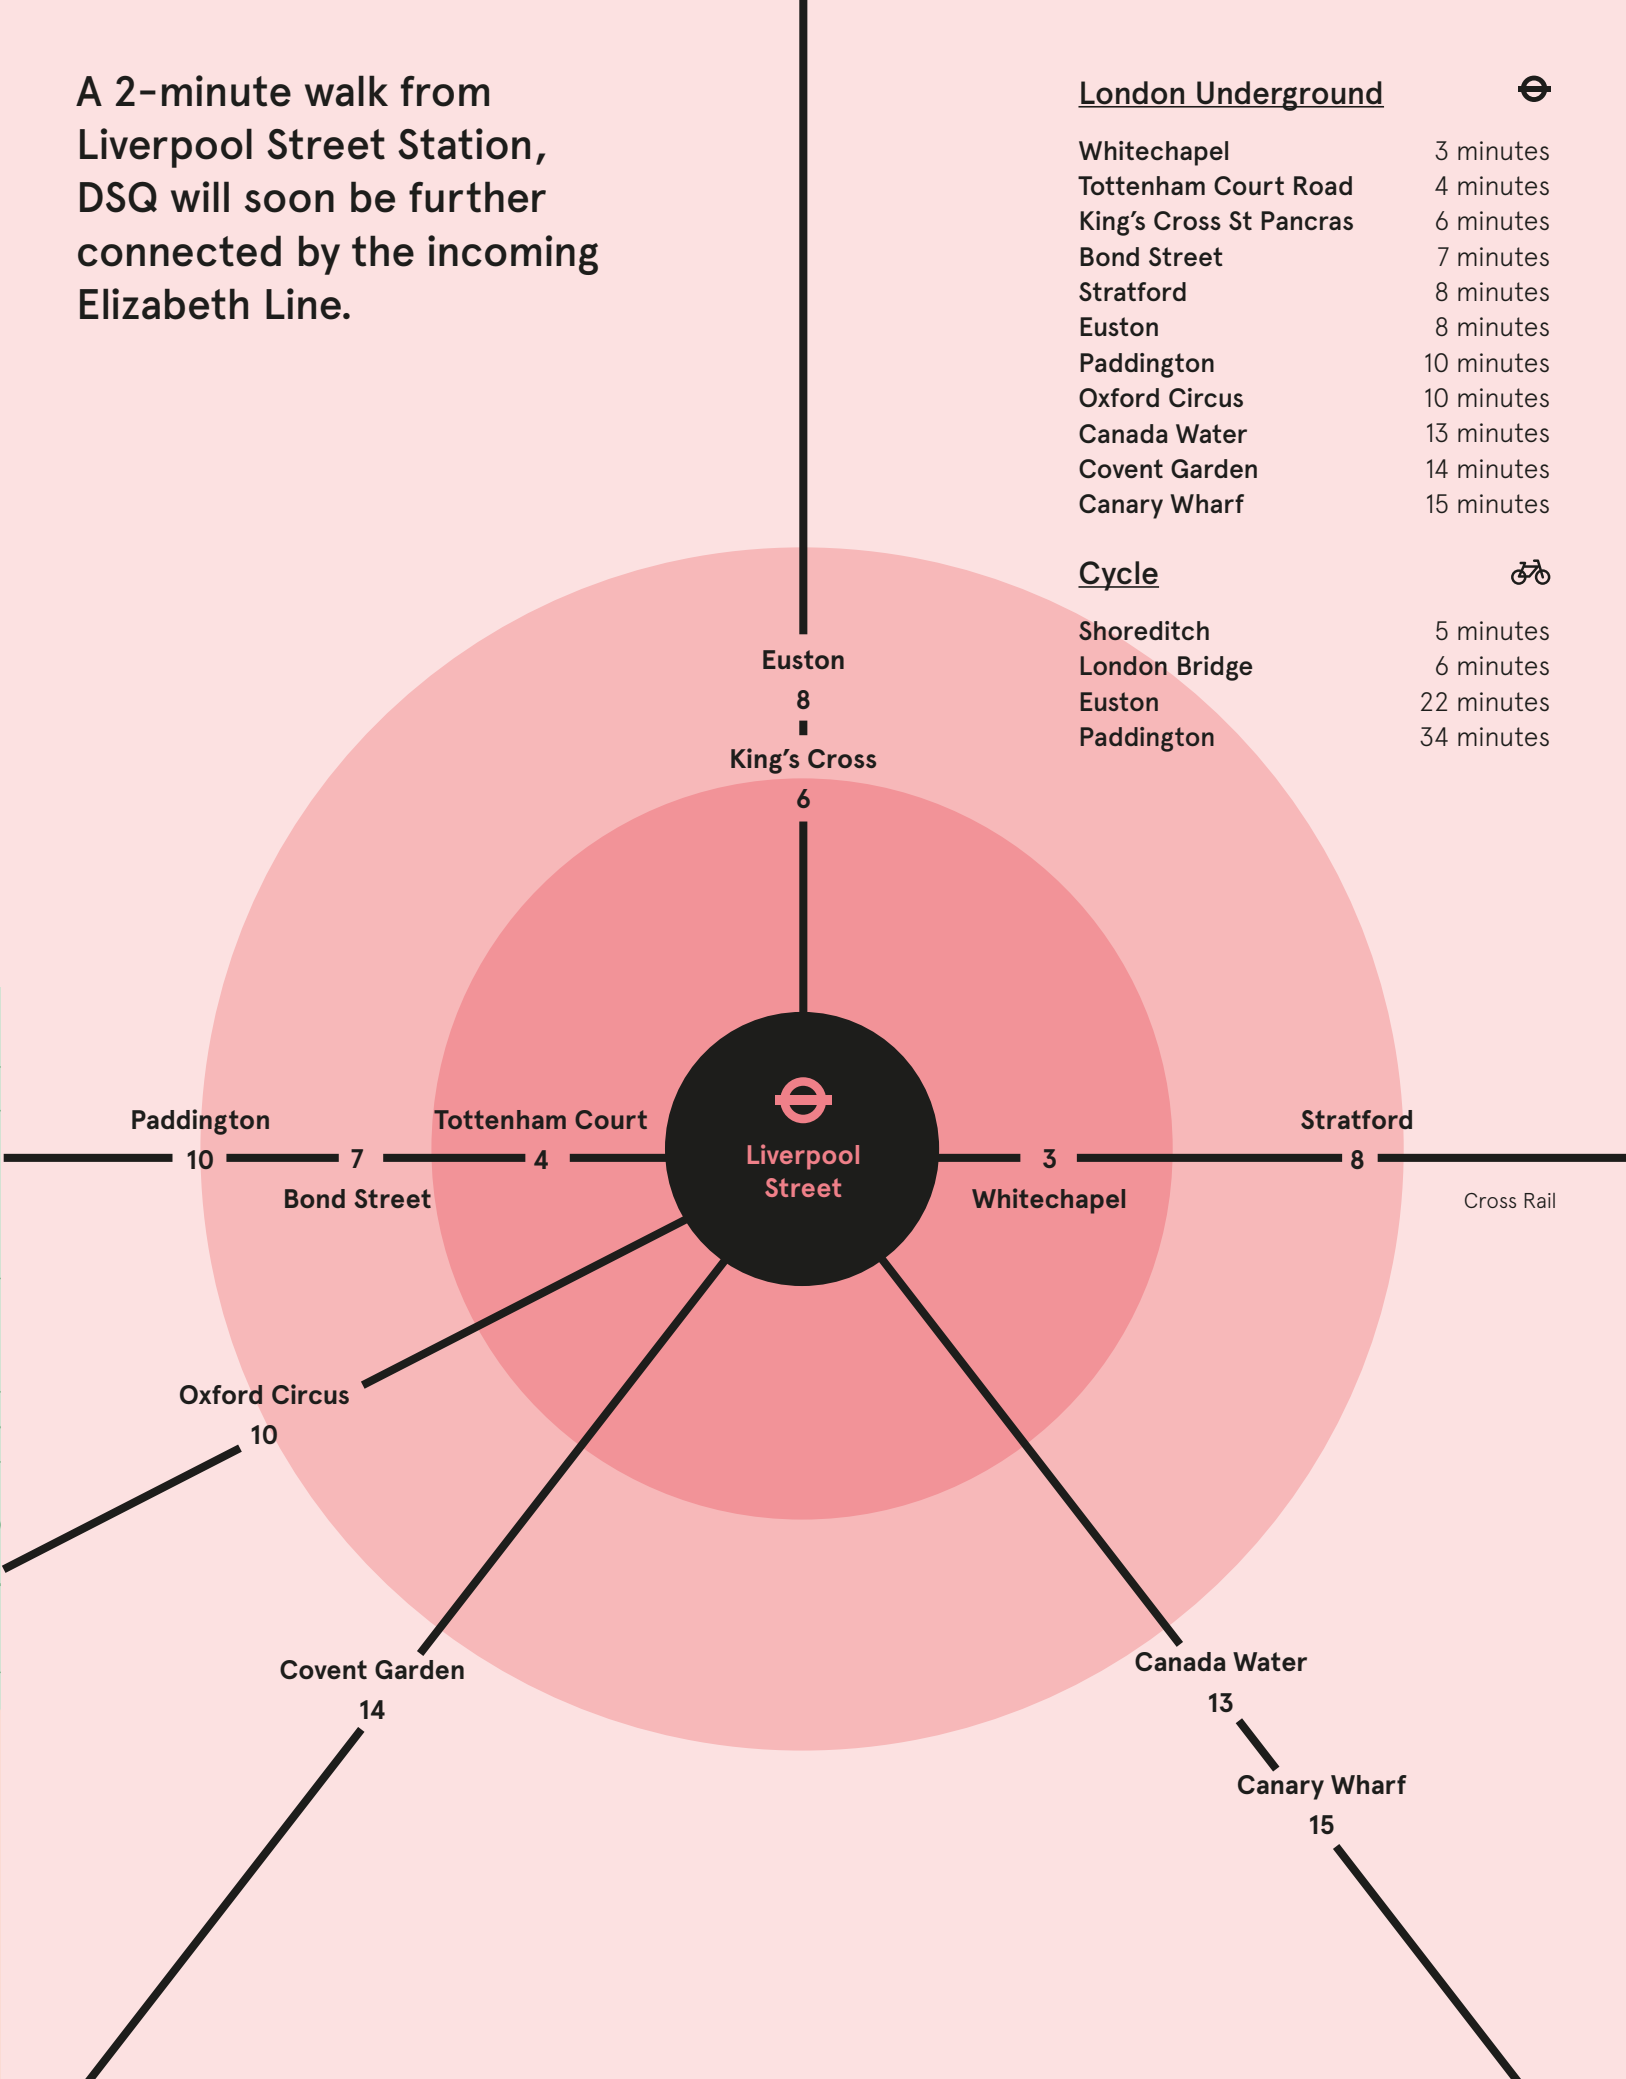 A 2-minute walk from
Liverpool Street Station,
DSQ will soon be further
connected by the incoming
Elizabeth Line.
London Underground
Whitechapel 3 minutes
Tottenham Court Road 4 minutes
King’s Cross St Pancras 6 minutes
Bond Street 7 minutes
Stratford 8 minutes
Euston 8 minutes
Paddington 10 minutes
Oxford Circus 10 minutes
Canada Water 13 minutes
Covent Garden 14 minutes
Canary Wharf 15 minutes
Cycle
Shoreditch 5 minutes
London Bridge 6 minutes
Euston 22 minutes
Paddington 34 minutes
Euston
8
King’s Cross
6
Paddington
10
7
Bond Street
Tottenham Court
4
Liverpool
Street
3
Whitechapel
Stratford
8
Cross Rail
Oxford Circus
10
Covent Garden
14
Canada Water
13
Canary Wharf
15